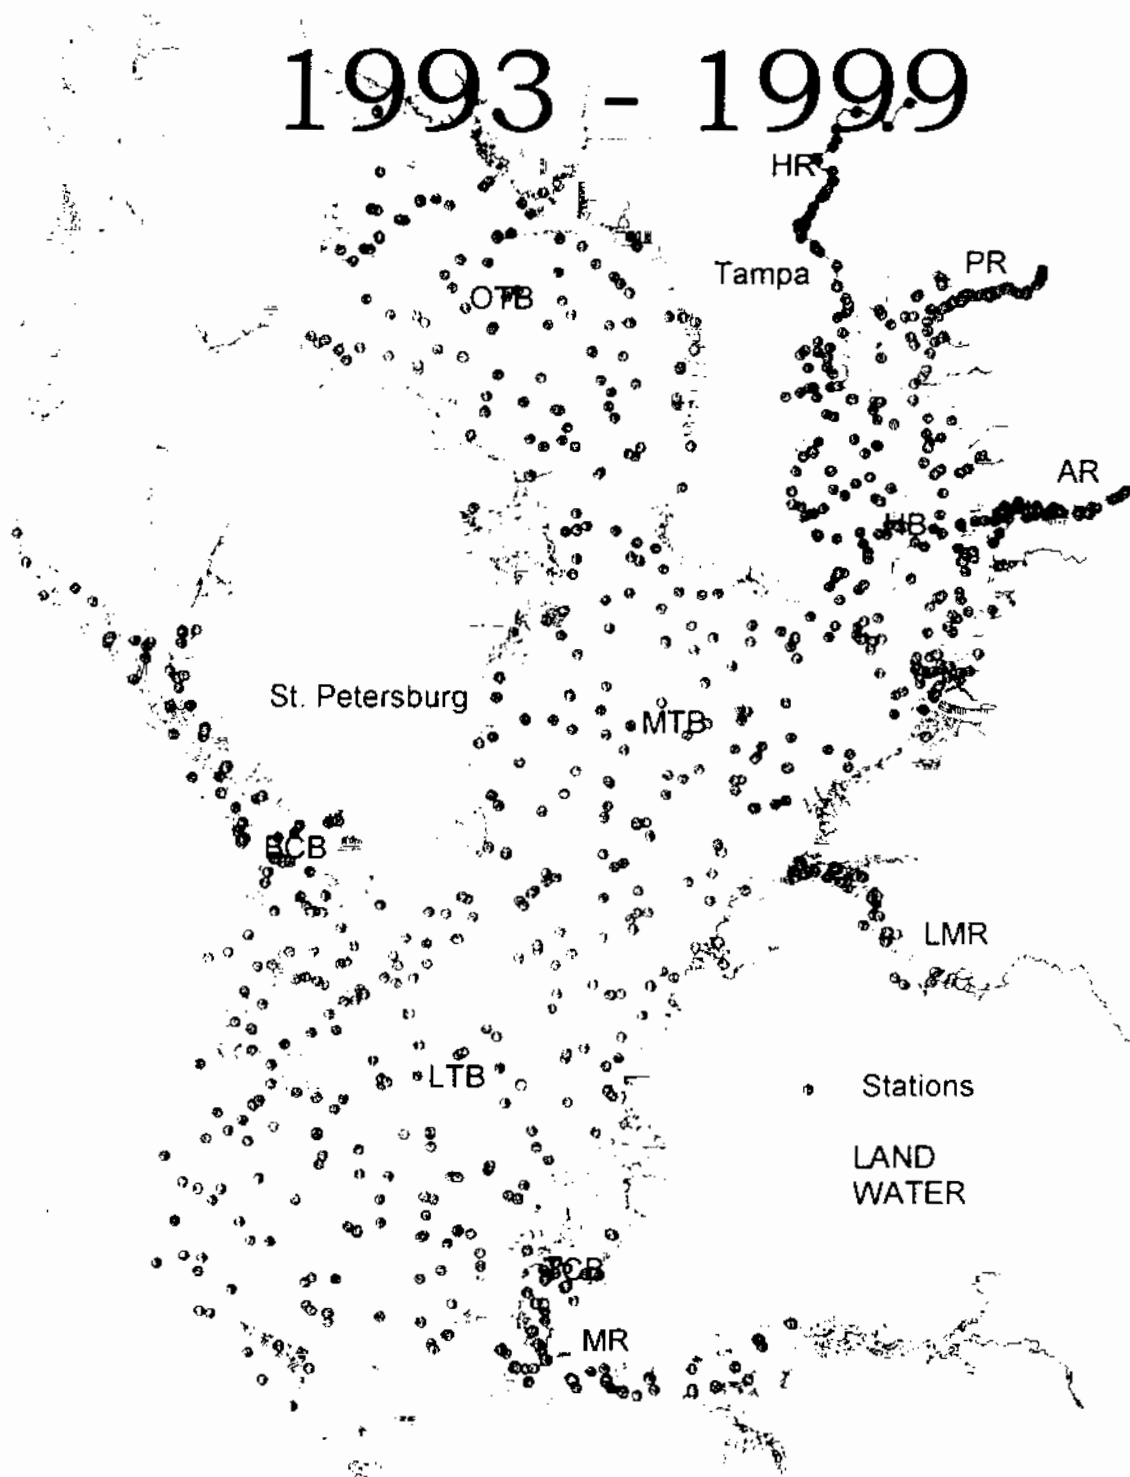 1993 - 1999
HR
Tampa
PR
OTB
AR
HB
St. Petersburg
MTB
BCB
LMR
LTB
Stations
LAND
WATER
TCB
MR